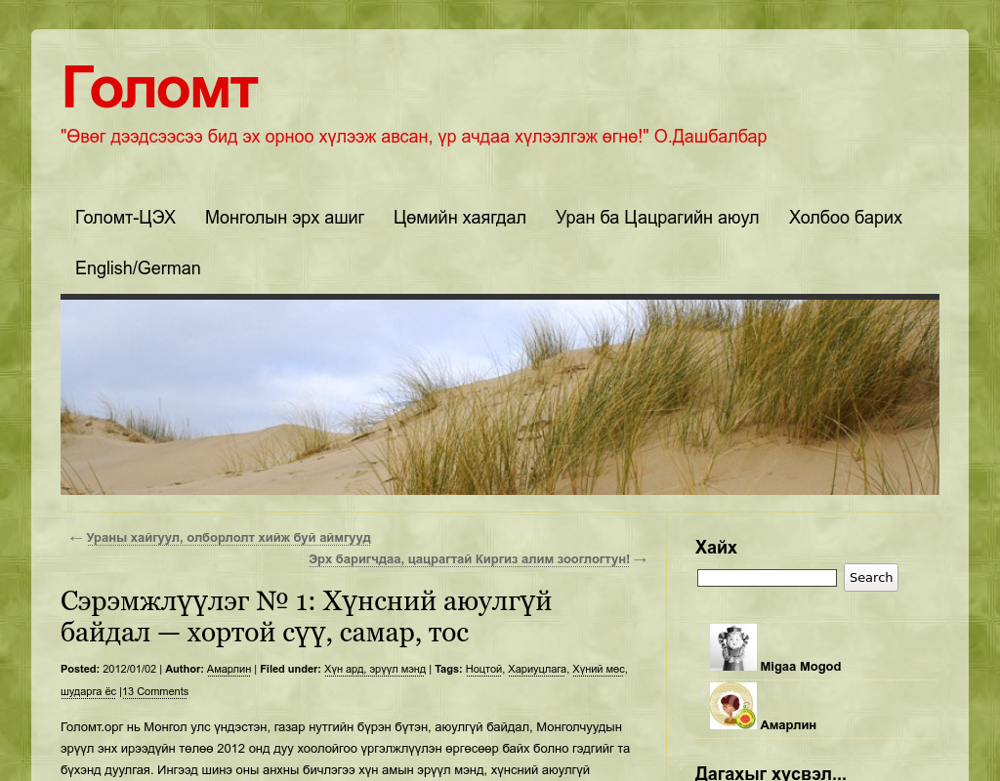 Голомт
"Өвөг дээдсээсээ бид эх орноо хүлээж авсан, үр ачдаа хүлээлгэж өгнө!" О.Дашбалбар
Голомт-ЦЭХ Монголын эрх ашиг Цөмийн хаягдал Уран ба Цацрагийн аюул Холбоо барих
English/German
← Ураны хайгуул, олборлолт хийж буй аймгууд
Эрх баригчдаа, цацрагтай Киргиз алим зооглогтун! →
Сэрэмжлүүлэг № 1: Хүнсний аюулгүй
байдал — хортой сүү, самар, тос
Posted: 2012/01/02 | Author: Амарлин | Filed under: Хүн ард, эрүүл мэнд | Tags: Ноцтой, Хариуцлага, Хүний мөс,
шударга ёс |13 Comments
Голомт.орг нь Монгол улс үндэстэн, газар нутгийн бүрэн бүтэн, аюулгүй байдал, Монголчуудын
эрүүл энх ирээдүйн төлөө 2012 онд дуу хоолойгоо үргэлжлүүлэн өргөсөөр байх болно гэдгийг та
бүхэнд дуулгая. Ингээд шинэ оны анхны бичлэгээ хүн амын эрүүл мэнд, хүнсний аюулгүй
Хайх
Search
Migaa Mogod
Амарлин
Дагахыг хүсвэл...